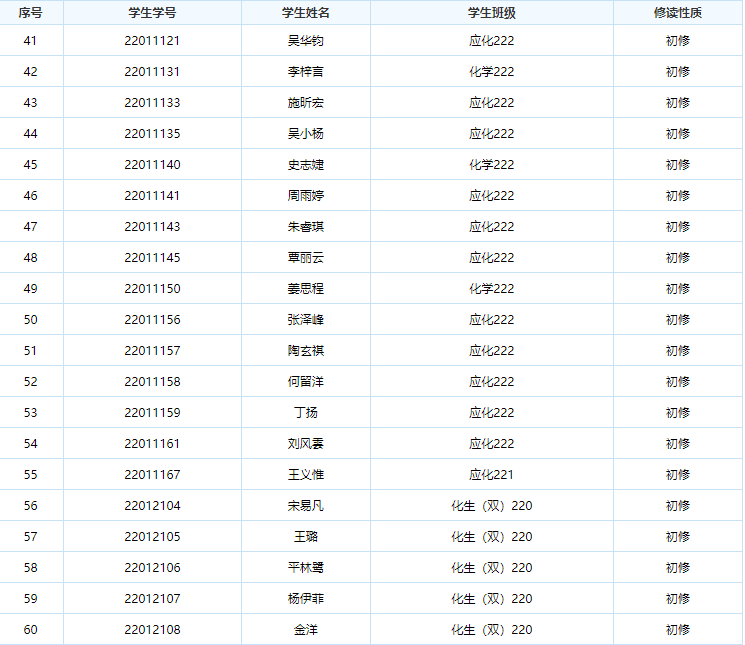 序号 学生学号 学生姓名 学生班级 修读性质
41 22011121 吴华钧 应化222 初修
42 22011131 李梓言 化学222 初修
43 22011133 施昕宏 应化222 初修
44 22011135 吴小杨 应化222 初修
45 22011140 史志婕 化学222 初修
46 22011141 周雨婷 应化222 初修
47 22011143 朱睿琪 应化222 初修
48 22011145 覃丽云 应化222 初修
49 22011150 姜思程 化学222 初修
50 22011156 张泽峰 应化222 初修
51 22011157 陶玄祺 应化222 初修
52 22011158 何留洋 应化222 初修
53 22011159 丁扬 应化222 初修
54 22011161 刘风雲 应化222 初修
55 22011167 王义惟 应化221 初修
56 22012104 宋易凡 化生（双）220 初修
57 22012105 王璐 化生（双）220 初修
58 22012106 平林鹭 化生（双）220 初修
59 22012107 杨伊菲 化生（双）220 初修
60 22012108 金洋 化生（双）220 初修